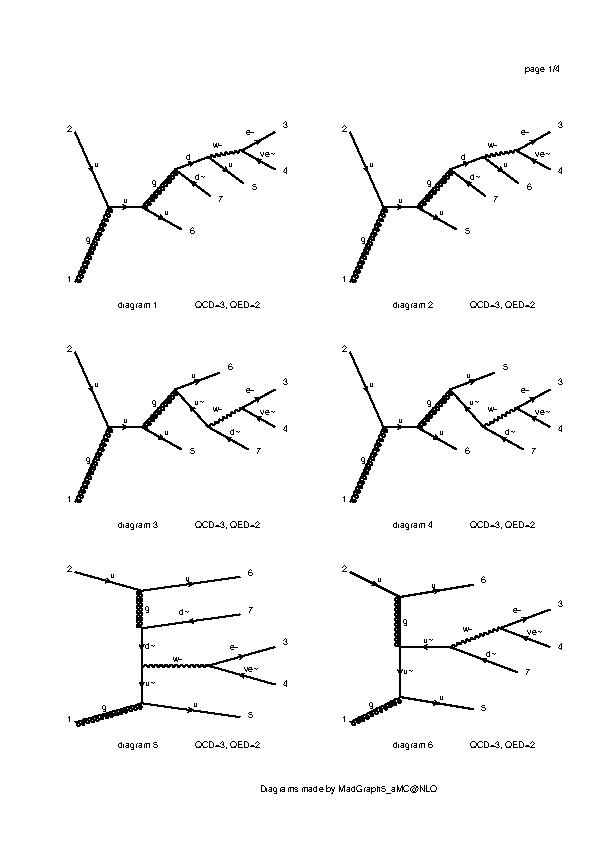 page 1/4
2 u g 1 u g u 6 d d~ 7 w- u 5 e- 3 ve~ 4
diagram 1 QCD=3, QED=2
2 u g 1 u g u 5 d d~ 7 w- u 6 e- 3 ve~ 4
diagram 2 QCD=3, QED=2
2 u g 1 u g u 5 u 6 u~ d~ 7 w- e- 3 ve~ 4
diagram 3 QCD=3, QED=2
2 u g 1 u g u 6 u 5 u~ d~ 7 w- e- 3 ve~ 4
diagram 4 QCD=3, QED=2
2 u u 6 g d~ 7 d~ w- e- 3 ve~ 4 u~ g 1 u 5
diagram 5 QCD=3, QED=2
2 u u 6 g u~ w- e- 3 ve~ 4 d~ 7 u~ g 1 u 5
diagram 6 QCD=3, QED=2
Diagrams made by MadGraph5_aMC@NLO